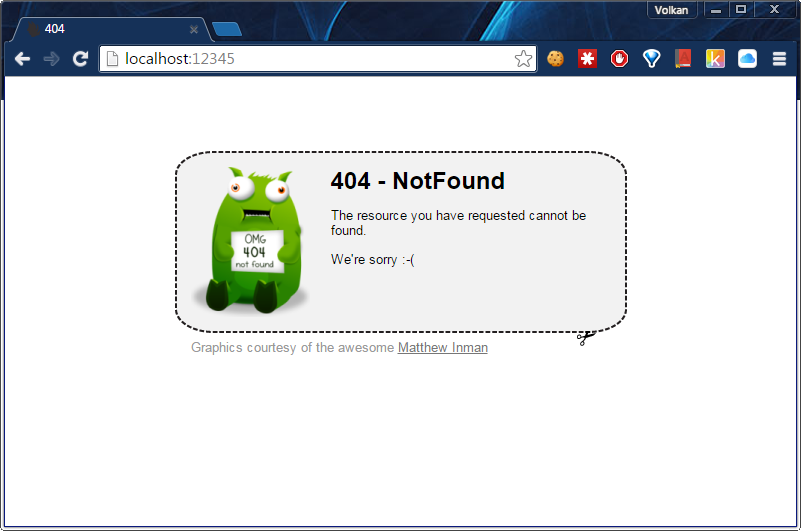 Volkan
404
localhost:12345
404 - NotFound
The resource you have requested cannot be
found.
We're sorry :-(
OMG
404
not found
Graphics courtesy of the awesome Matthew Inman